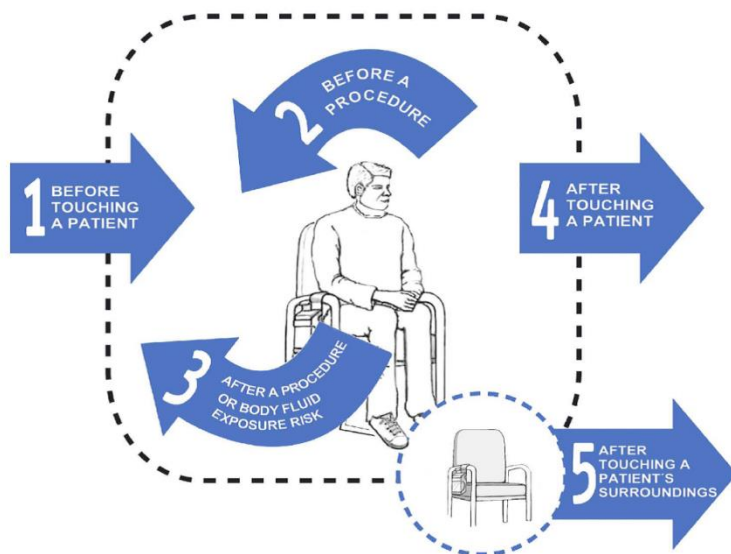 1
BEFORE
TOUCHING
A PATIENT
2
BEFORE A
PROCEDURE
3
AFTER A PROCEDURE
OR BODY FLUID
EXPOSURE RISK
4
AFTER
TOUCHING
A PATIENT
5
AFTER
TOUCHING A
PATIENT´S
SURROUNDINGS